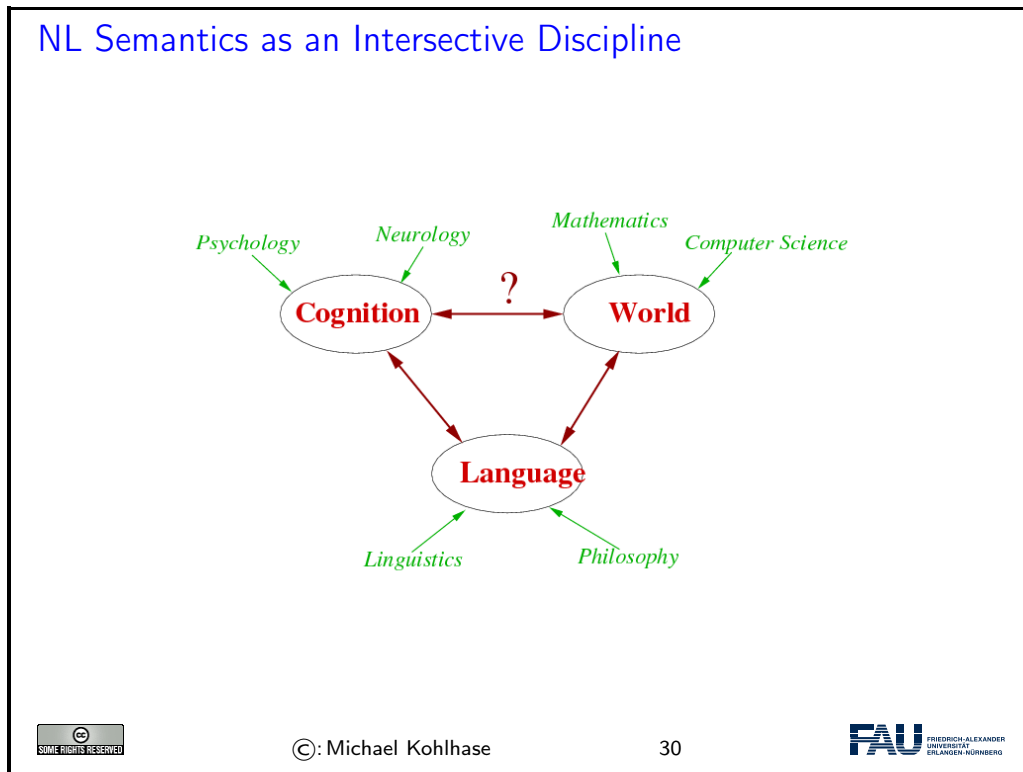 NL Semantics as an Intersective Discipline
Mathematics
Neurology
Psychology
Computer Science
?
Cognition
World
Language
Linguistics
Philosophy
cc
SOME RIGHTS RESERVED
©: Michael Kohlhase
30
FAU
FRIEDRICH-ALEXANDER
UNIVERSITÄT
ERLANGEN-NÜRNBERG